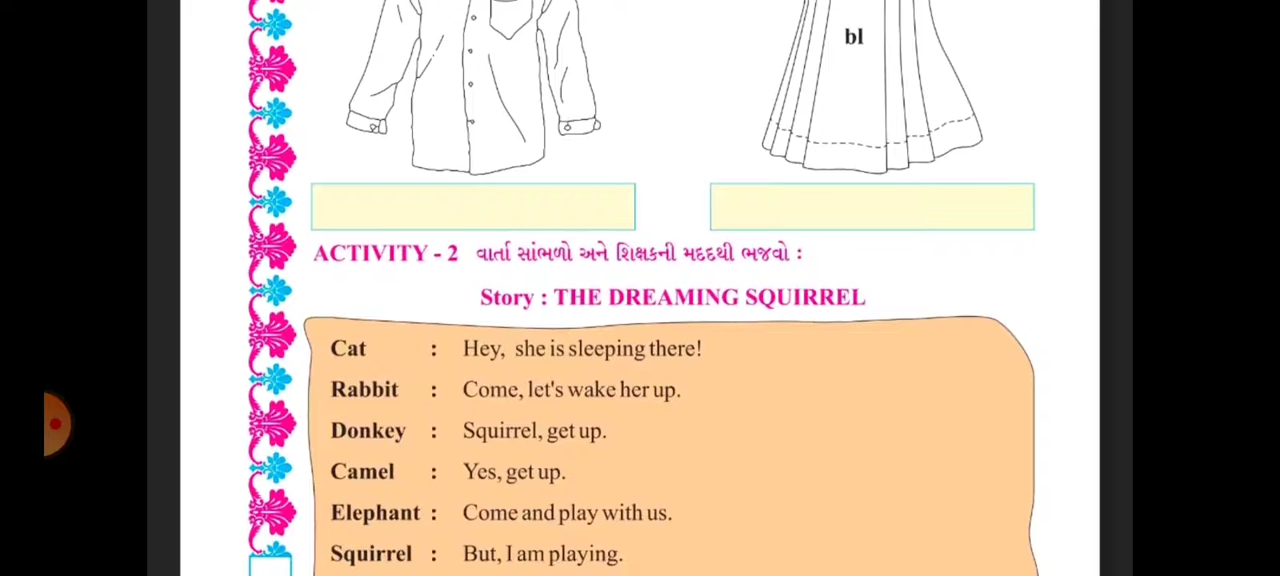 bl
ACTIVITY - 2 વાર્તા સાંભળો અને શિક્ષકની મદદથી ભજવો :
Story : THE DREAMING SQUIRREL
Cat : Hey, she is sleeping there!
Rabbit : Come, let's wake her up.
Donkey : Squirrel, get up.
Camel : Yes, get up.
Elephant : Come and play with us.
Squirrel : But, I am playing.